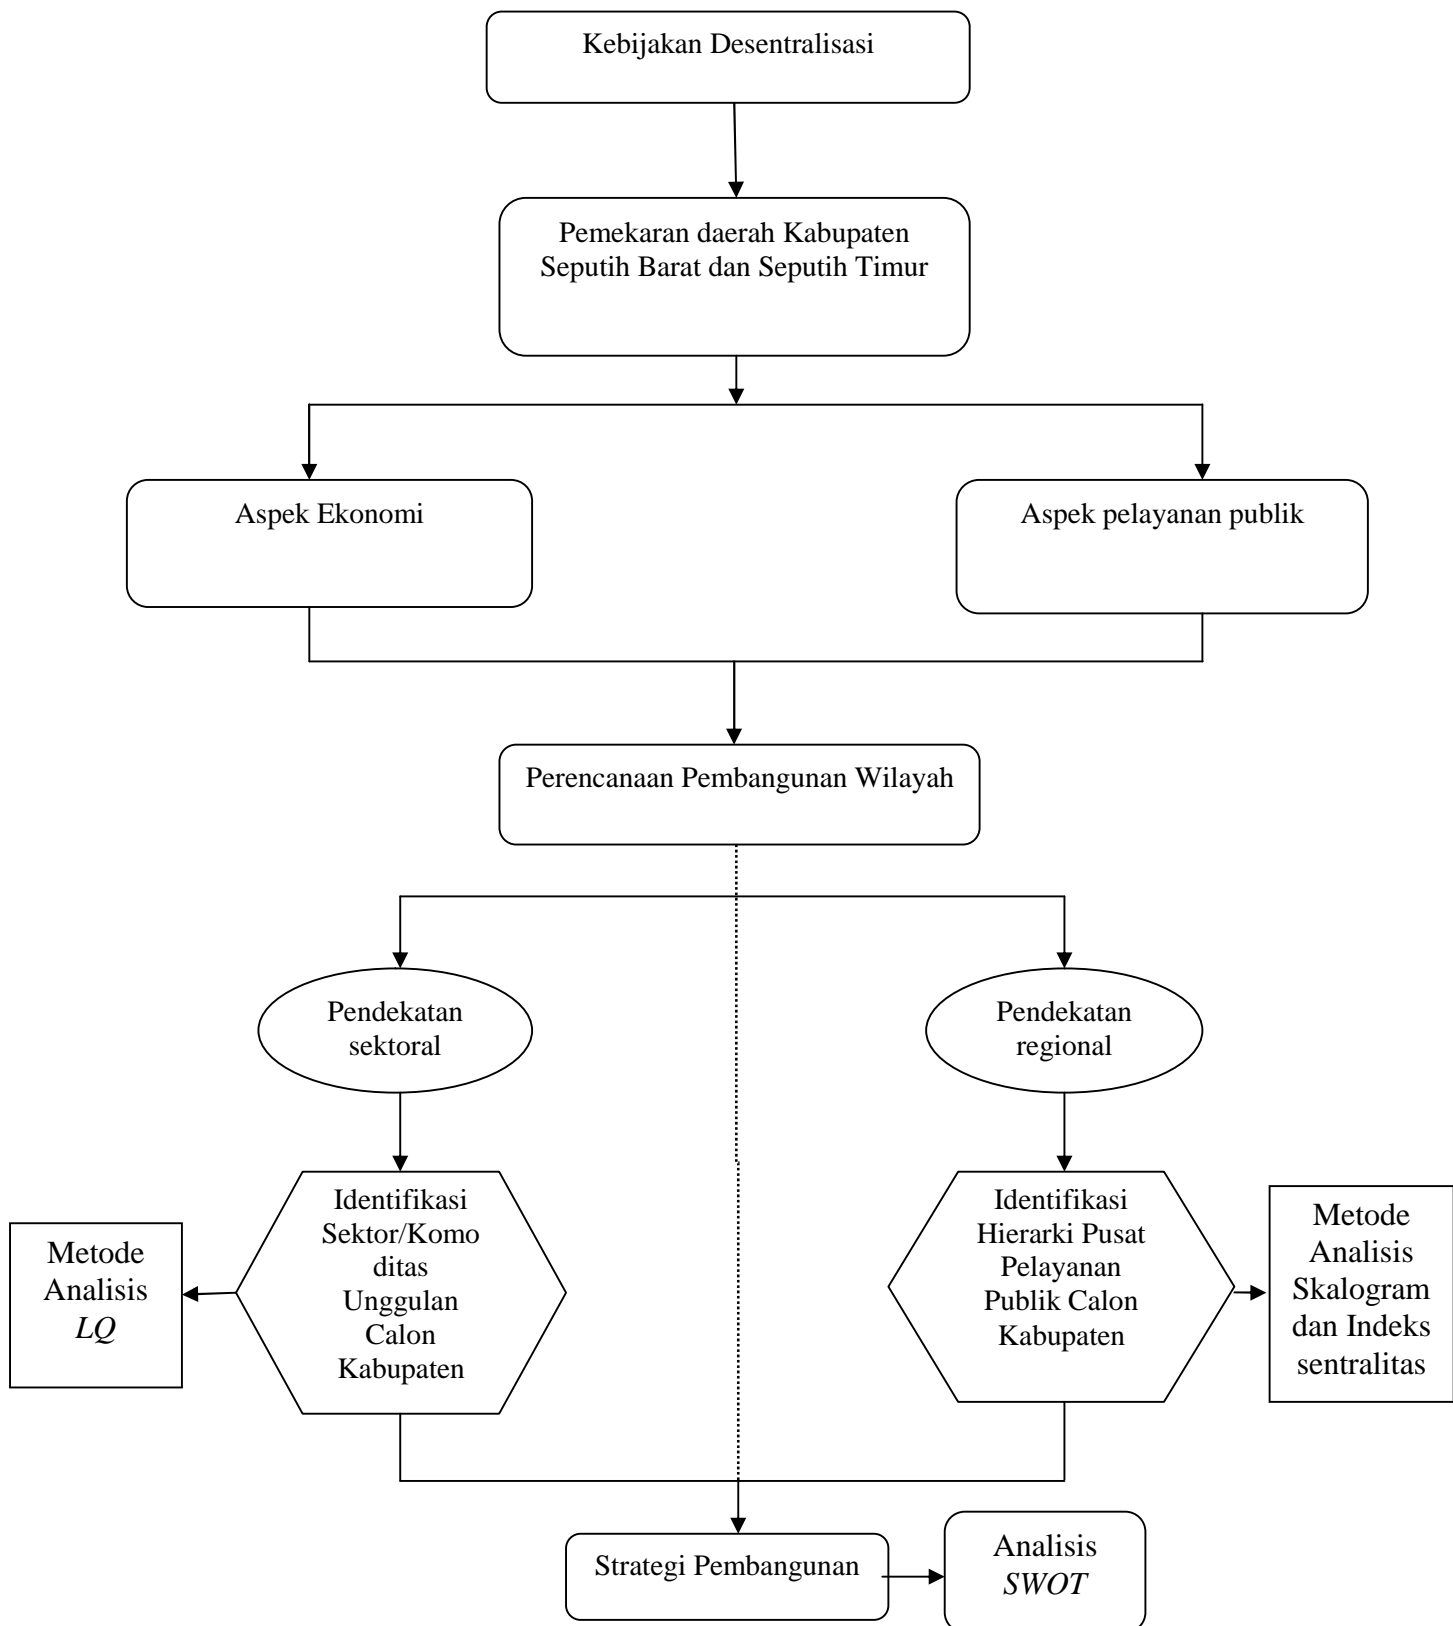 Kebijakan Desentralisasi
Pemekaran daerah Kabupaten
Seputih Barat dan Seputih Timur
Aspek Ekonomi
Aspek pelayanan publik
Perencanaan Pembangunan Wilayah
Pendekatan
sektoral
Pendekatan
regional
Metode
Analisis
LQ
Identifikasi
Sektor/Komo
ditas
Unggulan
Calon
Kabupaten
Identifikasi
Hierarki Pusat
Pelayanan
Publik Calon
Kabupaten
Metode
Analisis
Skalogram
dan Indeks
sentralitas
Strategi Pembangunan
Analisis
SWOT